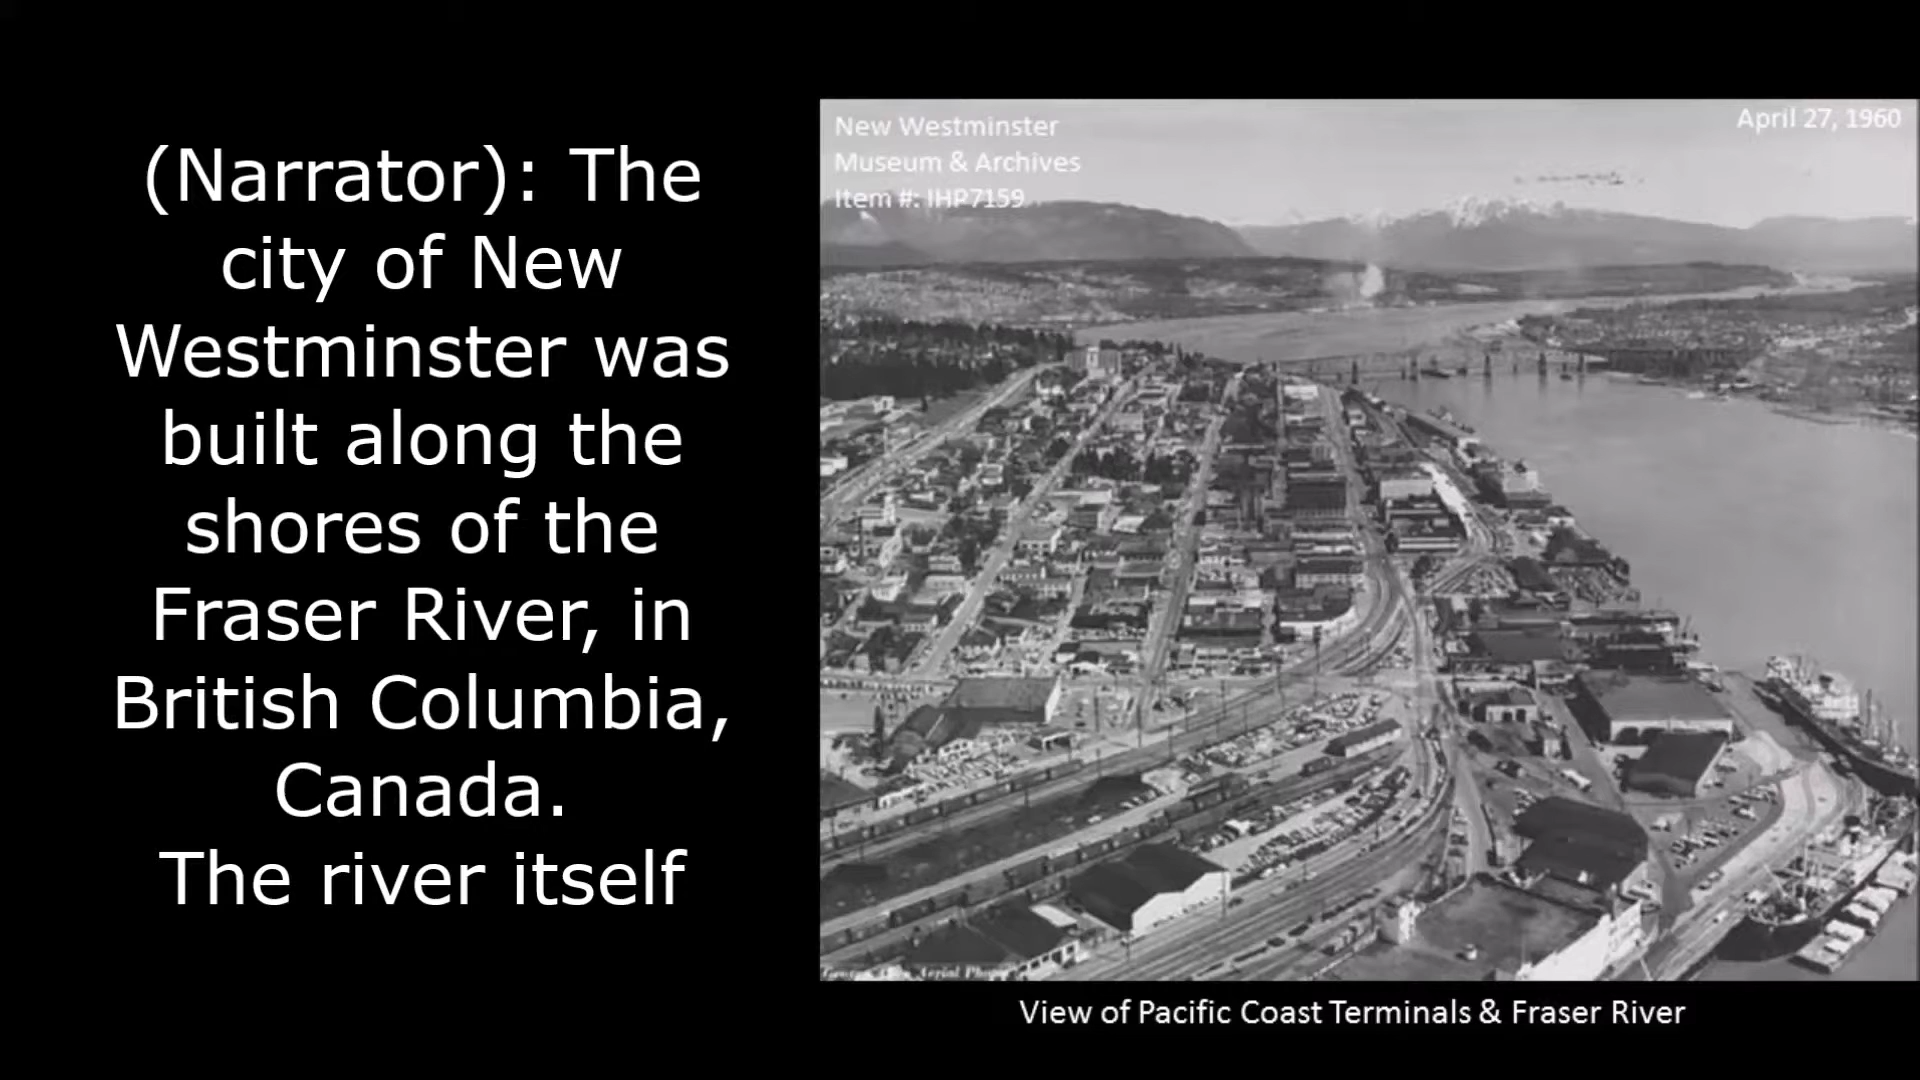 (Narrator): The
city of New
Westminster was
built along the
shores of the
Fraser River, in
British Columbia,
Canada.
The river itself
New Westminster
Museum & Archives
Item #: IHP7159
April 27, 1960
Aerial
View of Pacific Coast Terminals & Fraser River